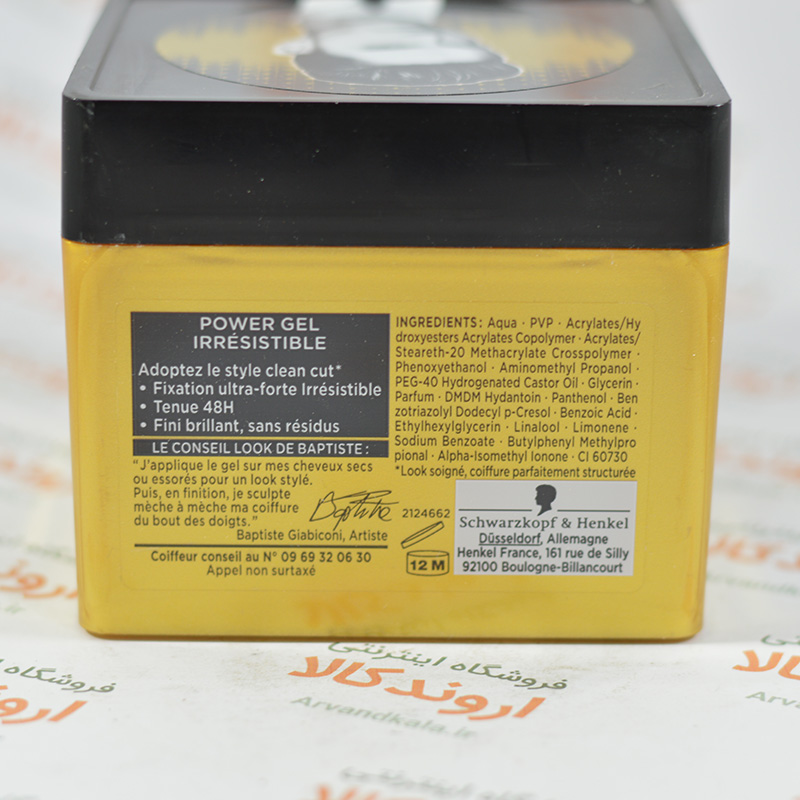 POWER GEL
IRRÉSISTIBLE
Adoptez le style clean cut*
• Fixation ultra-forte Irrésistible
• Tenue 48H
• Fini brillant, sans résidus
LE CONSEIL LOOK DE BAPTISTE :
"J'applique le gel sur mes cheveux secs
ou essorés pour un look stylé.
Puis, en finition, je sculpte
mèche à mèche ma coiffure
du bout des doigts."
Baptiste
Baptiste Giabiconi, Artiste
Coiffeur conseil au N° 09 69 32 06 30
Appel non surtaxé
INGREDIENTS: Aqua · PVP · Acrylates/Hy
droxyesters Acrylates Copolymer · Acrylates/
Steareth-20 Methacrylate Crosspolymer ·
Phenoxyethanol · Aminomethyl Propanol ·
PEG-40 Hydrogenated Castor Oil · Glycerin ·
Parfum · DMDM Hydantoin · Panthenol · Ben
zotriazolyl Dodecyl p-Cresol · Benzoic Acid ·
Ethylhexylglycerin · Linalool · Limonene ·
Sodium Benzoate · Butylphenyl Methylpro
pional · Alpha-Isomethyl Ionone · CI 60730
*Look soigné, coiffure parfaitement structurée
2124662
12 M
Schwarzkopf & Henkel
Düsseldorf, Allemagne
Henkel France, 161 rue de Silly
92100 Boulogne-Billancourt
فروشگاه اینترنتی
اروند کالا
Arvandkala.ir
فروشگاه
اروند
کالا